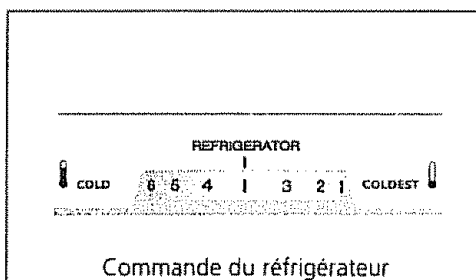 REFRIGERATOR
COLD 6 5 4 | 3 2 1 COLDEST
Commande du réfrigérateur